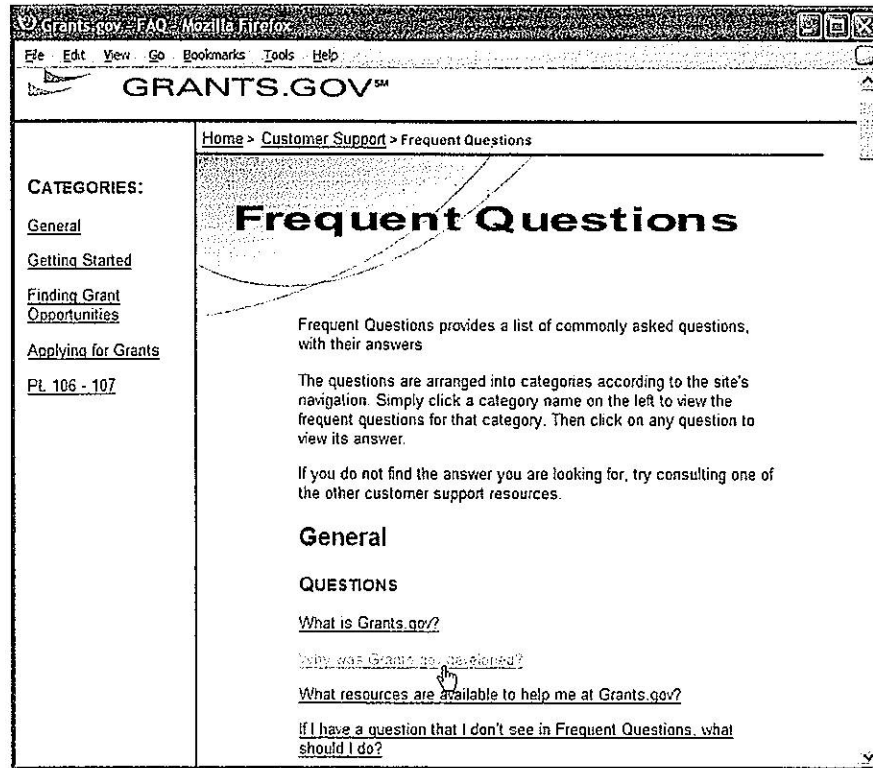 Grants.gov - FAQ - Mozilla Firefox
File Edit View Go Bookmarks Tools Help
GRANTS.GOV℠
Home > Customer Support > Frequent Questions
CATEGORIES:
General
Getting Started
Finding Grant
Opportunities
Applying for Grants
PL 106 - 107
Frequent Questions
Frequent Questions provides a list of commonly asked questions,
with their answers
The questions are arranged into categories according to the site's
navigation. Simply click a category name on the left to view the
frequent questions for that category. Then click on any question to
view its answer.
If you do not find the answer you are looking for, try consulting one of
the other customer support resources.
General
QUESTIONS
What is Grants.gov?
Why was Grants.gov developed?
What resources are available to help me at Grants.gov?
If I have a question that I don't see in Frequent Questions, what
should I do?